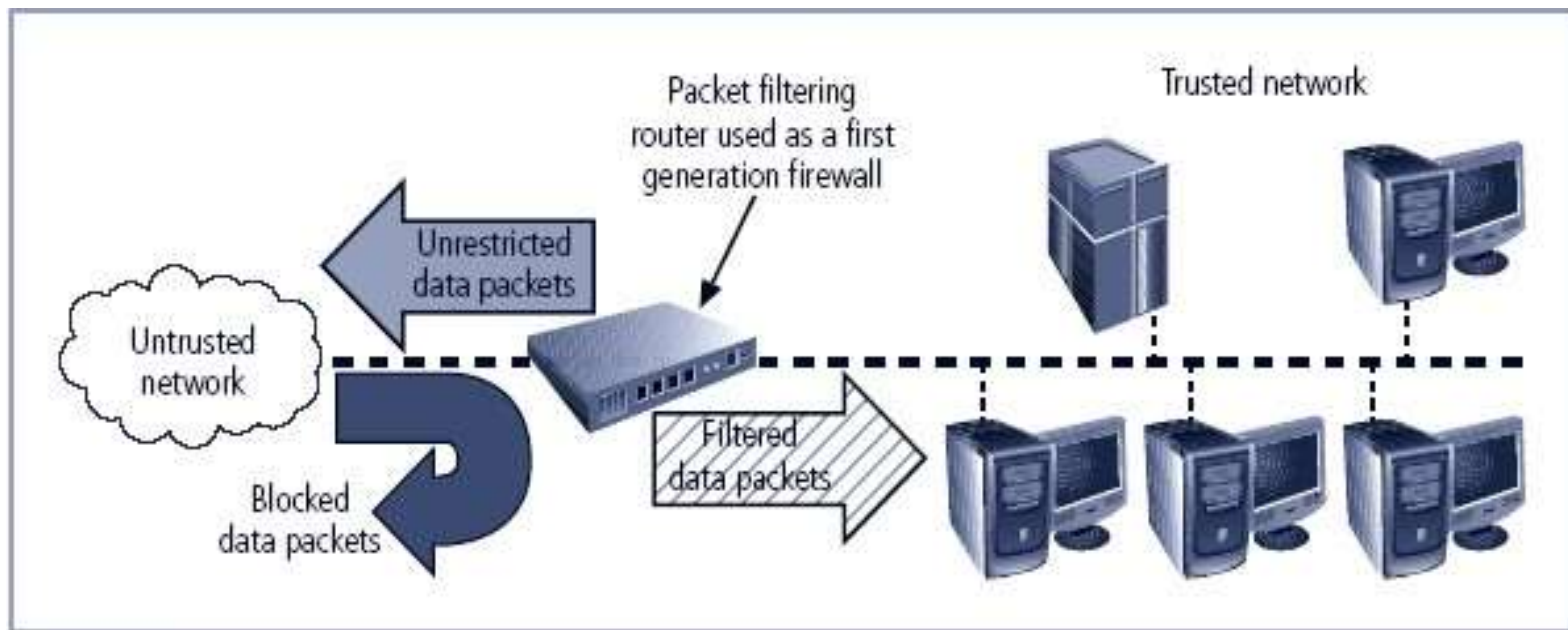 Packet filtering
router used as a first
generation firewall
Trusted network
Unrestricted
data packets
Untrusted
network
Filtered
data packets
Blocked
data packets